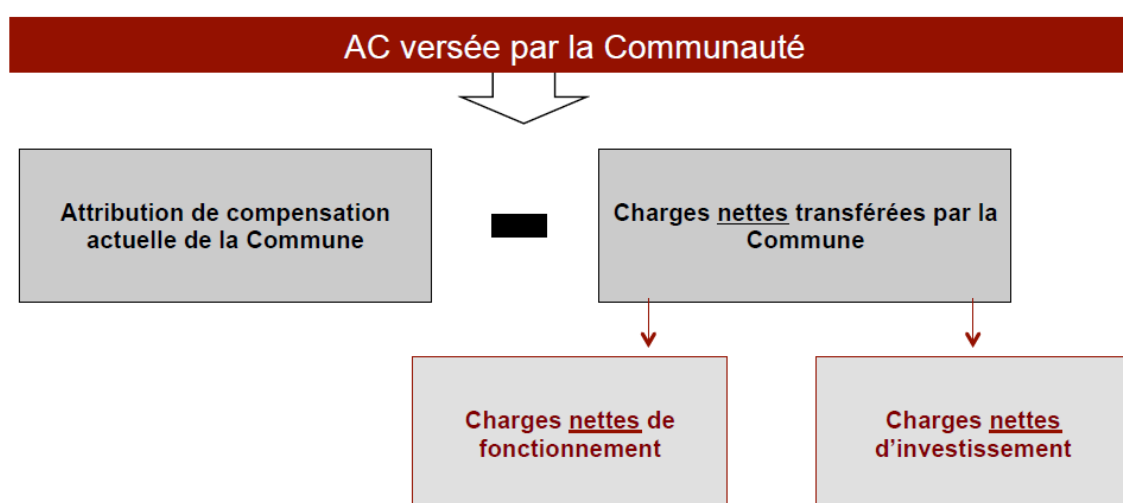 AC versée par la Communauté
Attribution de compensation
actuelle de la Commune
Charges nettes transférées par la
Commune
Charges nettes de
fonctionnement
Charges nettes
d'investissement